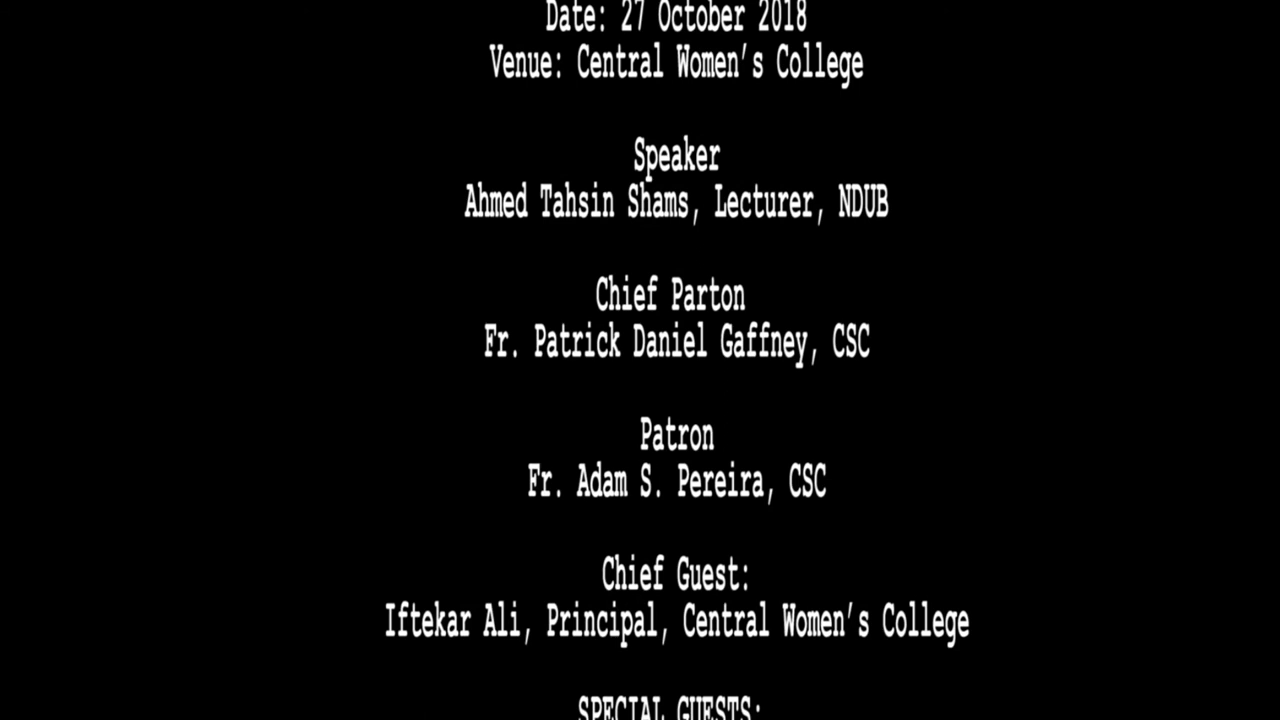 Date: 27 October 2018
Venue: Central Women's College
Speaker
Ahmed Tahsin Shams, Lecturer, NDUB
Chief Parton
Fr. Patrick Daniel Gaffney, CSC
Patron
Fr. Adam S. Pereira, CSC
Chief Guest:
Iftekar Ali, Principal, Central Women's College
SPECIAL GUESTS: